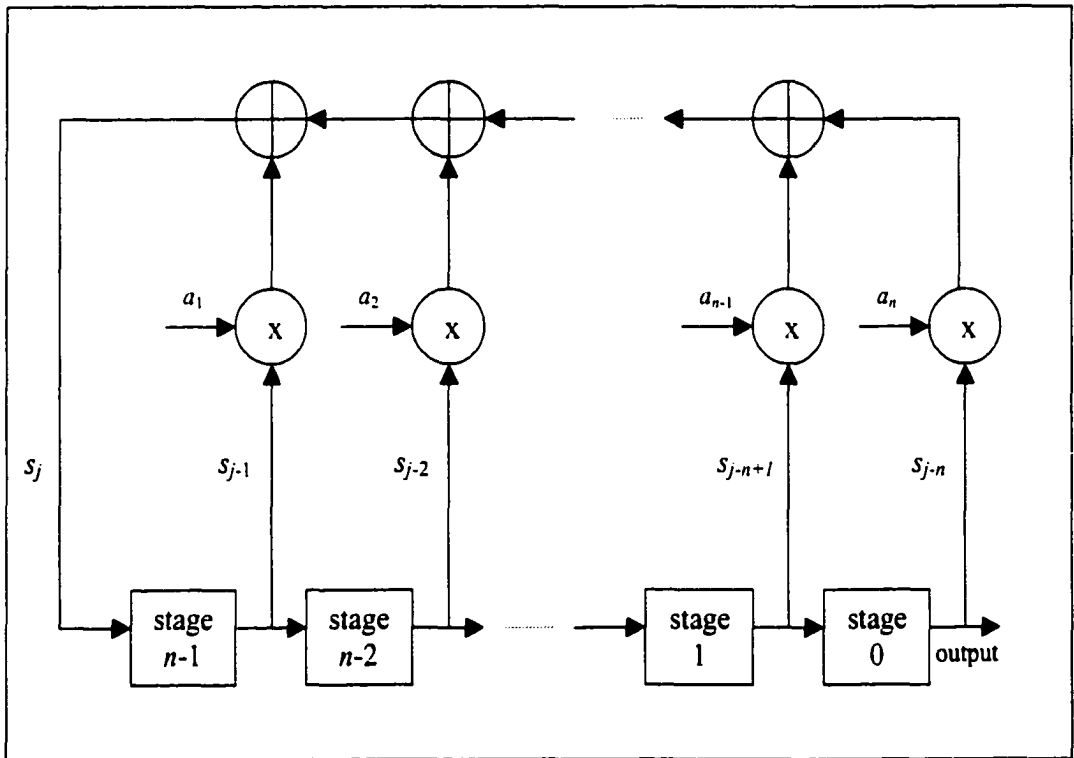 a₁ a₂ aₙ₋₁ aₙ
x x x x
sⱼ sⱼ₋₁ sⱼ₋₂ sⱼ₋ₙ₊₁ sⱼ₋ₙ
stage stage stage stage
n-1 n-2 1 0 output